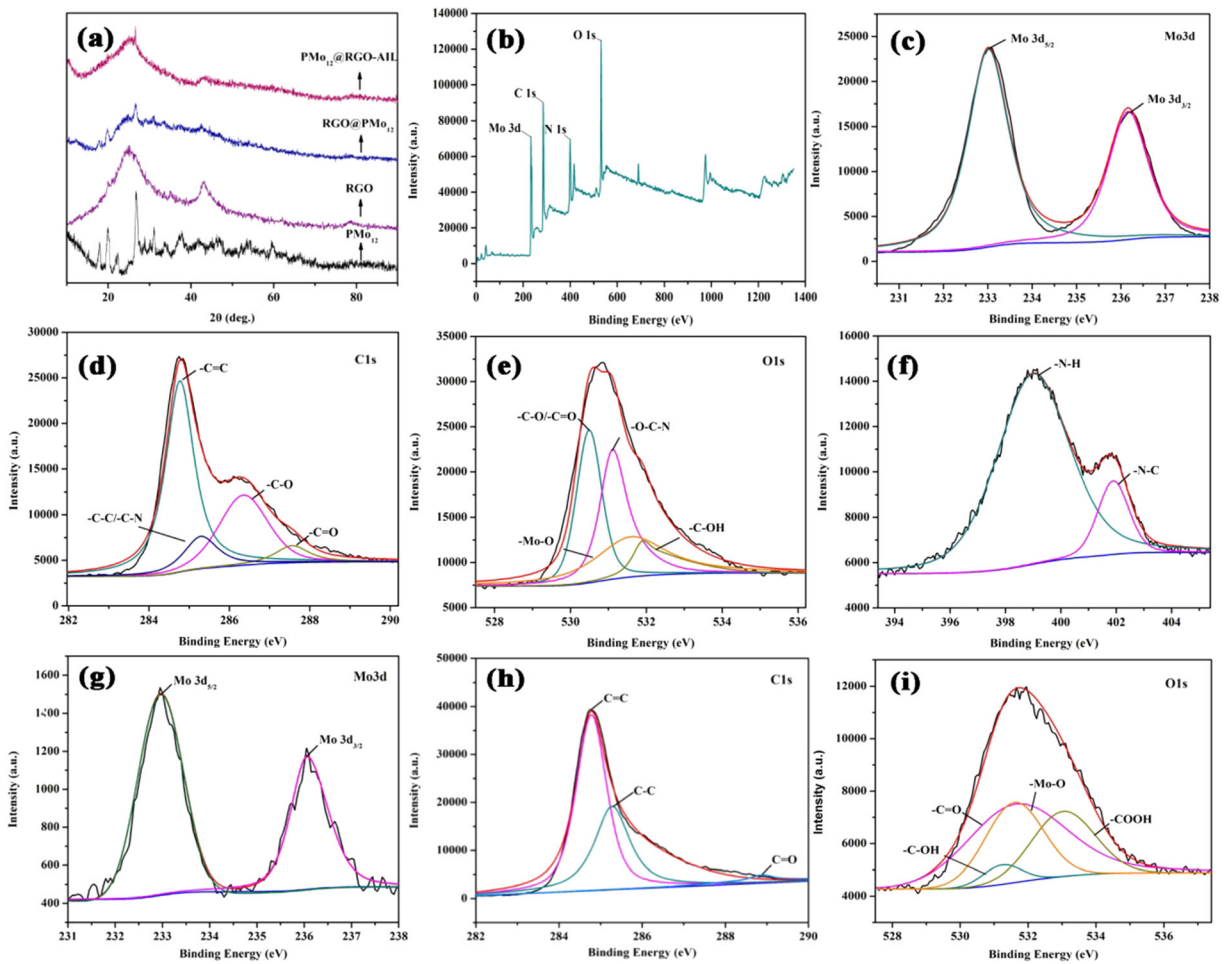 (a)
PMo12@RGO-AIL
RGO@PMo12
RGO
PMo12
20 40 60 80
2θ (deg.)
(b)
O 1s
C 1s
Mo 3d
N 1s
140000
120000
100000
80000
60000
40000
20000
0
Intensity (a.u.)
0 200 400 600 800 1000 1200 1400
Binding Energy (eV)
(c)
Mo3d
Mo 3d5/2
Mo 3d3/2
25000
20000
15000
10000
5000
0
Intensity (a.u.)
231 232 233 234 235 236 237 238
Binding Energy (eV)
(d)
C1s
-C=C
-C-O
-C-C/-C-N
-C=O
30000
25000
20000
15000
10000
5000
0
Intensity (a.u.)
282 284 286 288 290
Binding Energy (eV)
(e)
O1s
-C-O/-C=O
-O-C-N
-Mo-O
-C-OH
35000
30000
25000
20000
15000
10000
5000
Intensity (a.u.)
528 530 532 534 536
Binding Energy (eV)
(f)
-N-H
-N-C
16000
14000
12000
10000
8000
6000
4000
Intensity (a.u.)
394 396 398 400 402 404
Binding Energy (eV)
(g)
Mo3d
Mo 3d5/2
Mo 3d3/2
1600
1400
1200
1000
800
600
400
Intensity (a.u.)
231 232 233 234 235 236 237 238
Binding Energy (eV)
(h)
C1s
C=C
C-C
C=O
50000
40000
30000
20000
10000
0
Intensity (a.u.)
282 284 286 288 290
Binding Energy (eV)
(i)
O1s
-Mo-O
-C=O
-COOH
-C-OH
12000
10000
8000
6000
4000
Intensity (a.u.)
528 530 532 534 536
Binding Energy (eV)